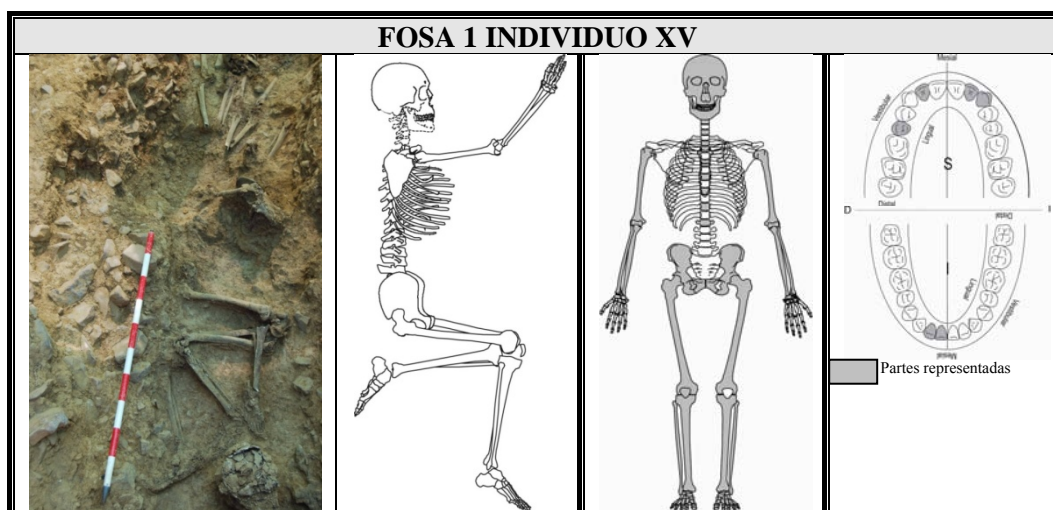 FOSA 1 INDIVIDUO XV
Mesial
Vestibular
Lingual
S
Distal
D
I
Distal
I
Lingual
Vestibular
Mesial
Partes representadas